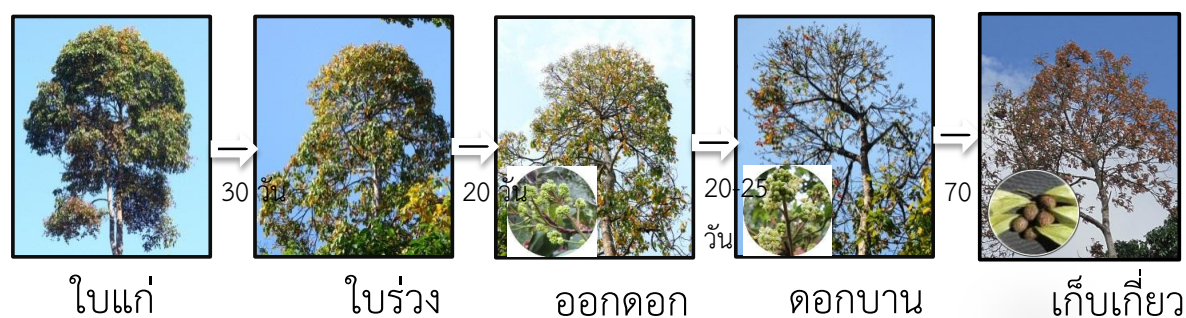 30 วัน
20 วัน
20-25
วัน
70
ใบแก่
ใบร่วง
ออกดอก
ดอกบาน
เก็บเกี่ยว